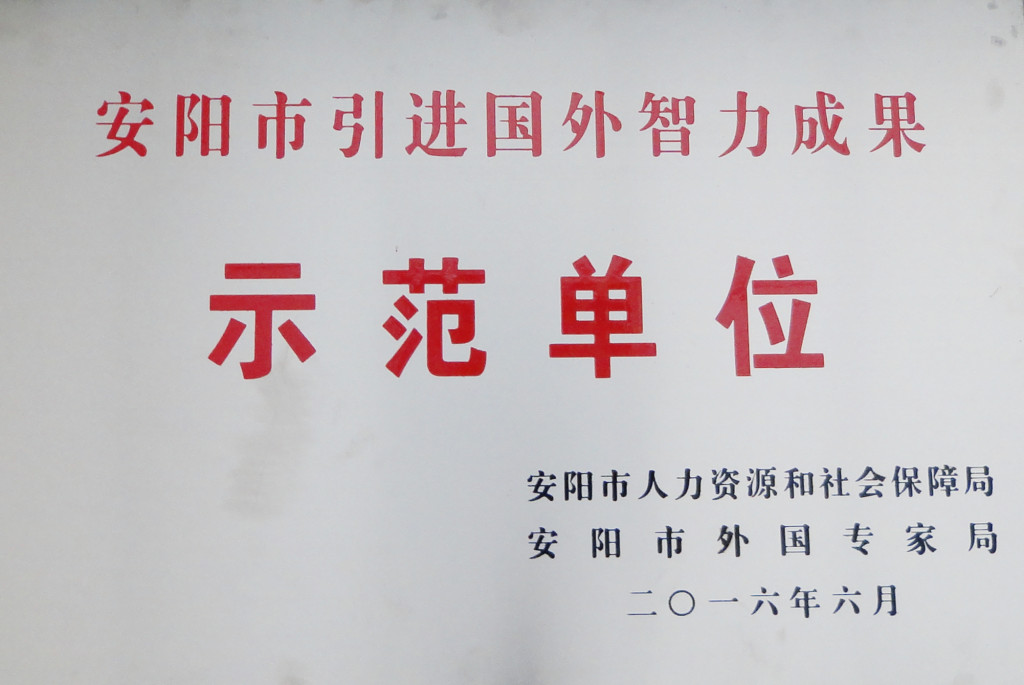 安阳市引进国外智力成果
示范单位
安阳市人力资源和社会保障局
安阳市外国专家局
二〇一六年六月